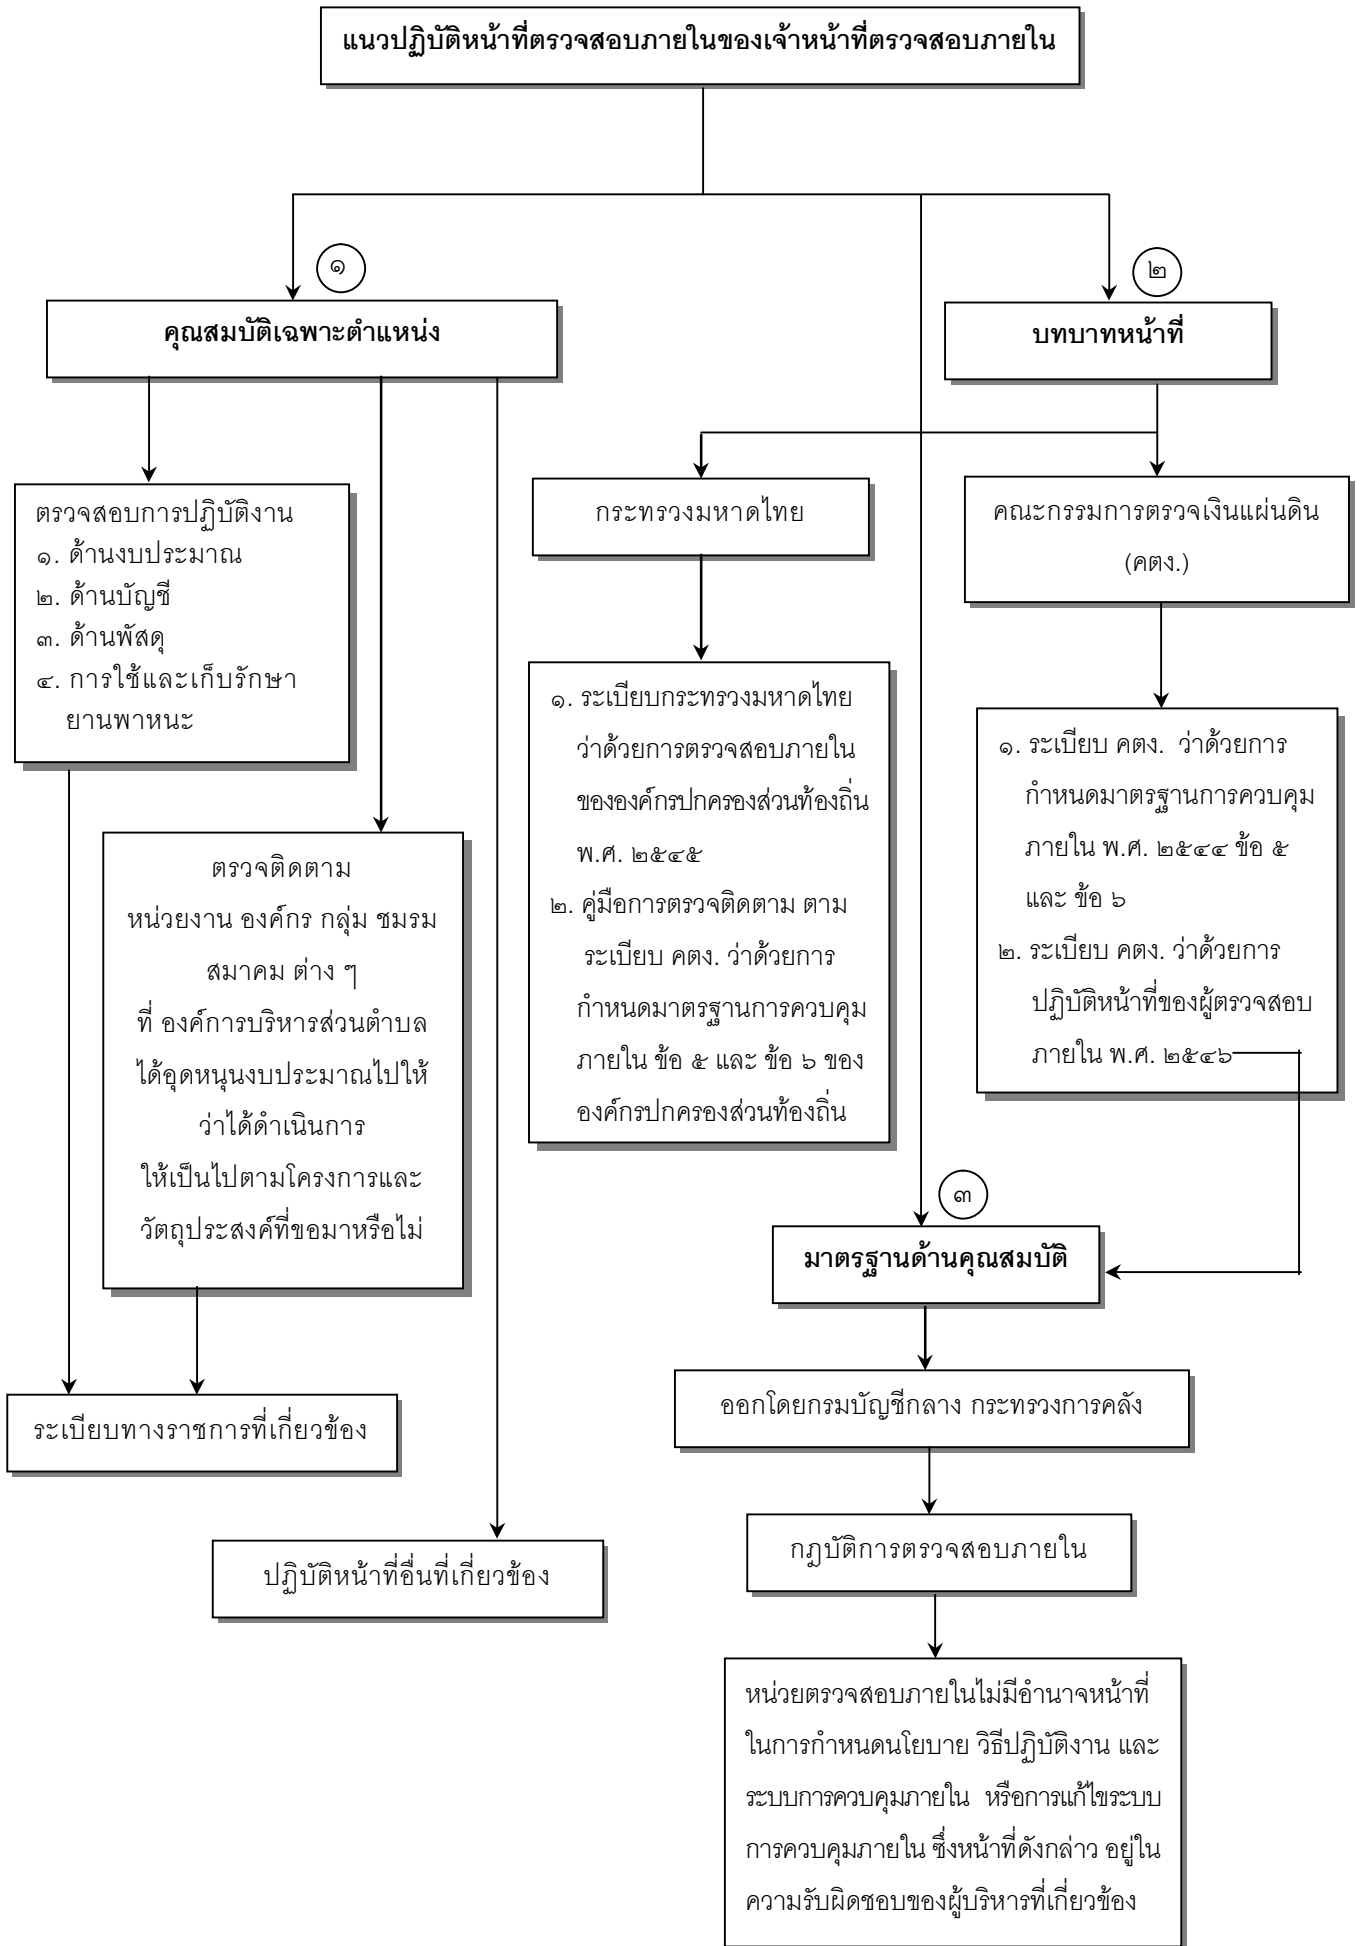 แนวปฏิบัติหน้าที่ตรวจสอบภายในของเจ้าหน้าที่ตรวจสอบภายใน
๑
คุณสมบัติเฉพาะตำแหน่ง
๒
บทบาทหน้าที่
ตรวจสอบการปฏิบัติงาน
๑. ด้านงบประมาณ
๒. ด้านบัญชี
๓. ด้านพัสดุ
๔. การใช้และเก็บรักษา
ยานพาหนะ
กระทรวงมหาดไทย
คณะกรรมการตรวจเงินแผ่นดิน
(คตง.)
ตรวจติดตาม
หน่วยงาน องค์กร กลุ่ม ชมรม
สมาคม ต่าง ๆ
ที่ องค์การบริหารส่วนตำบล
ได้อุดหนุนงบประมาณไปให้
ว่าได้ดำเนินการ
ให้เป็นไปตามโครงการและ
วัตถุประสงค์ที่ขอมาหรือไม่
๑. ระเบียบกระทรวงมหาดไทย
ว่าด้วยการตรวจสอบภายใน
ขององค์กรปกครองส่วนท้องถิ่น
พ.ศ. ๒๕๔๕
๒. คู่มือการตรวจติดตาม ตาม
ระเบียบ คตง. ว่าด้วยการ
กำหนดมาตรฐานการควบคุม
ภายใน ข้อ ๕ และ ข้อ ๖ ของ
องค์กรปกครองส่วนท้องถิ่น
๑. ระเบียบ คตง. ว่าด้วยการ
กำหนดมาตรฐานการควบคุม
ภายใน พ.ศ. ๒๕๔๔ ข้อ ๕
และ ข้อ ๖
๒. ระเบียบ คตง. ว่าด้วยการ
ปฏิบัติหน้าที่ของผู้ตรวจสอบ
ภายใน พ.ศ. ๒๕๔๖
๓
มาตรฐานด้านคุณสมบัติ
ออกโดยกรมบัญชีกลาง กระทรวงการคลัง
ระเบียบทางราชการที่เกี่ยวข้อง
กฎบัติการตรวจสอบภายใน
ปฏิบัติหน้าที่อื่นที่เกี่ยวข้อง
หน่วยตรวจสอบภายในไม่มีอำนาจหน้าที่
ในการกำหนดนโยบาย วิธีปฏิบัติงาน และ
ระบบการควบคุมภายใน หรือการแก้ไขระบบ
การควบคุมภายใน ซึ่งหน้าที่ดังกล่าว อยู่ใน
ความรับผิดชอบของผู้บริหารที่เกี่ยวข้อง